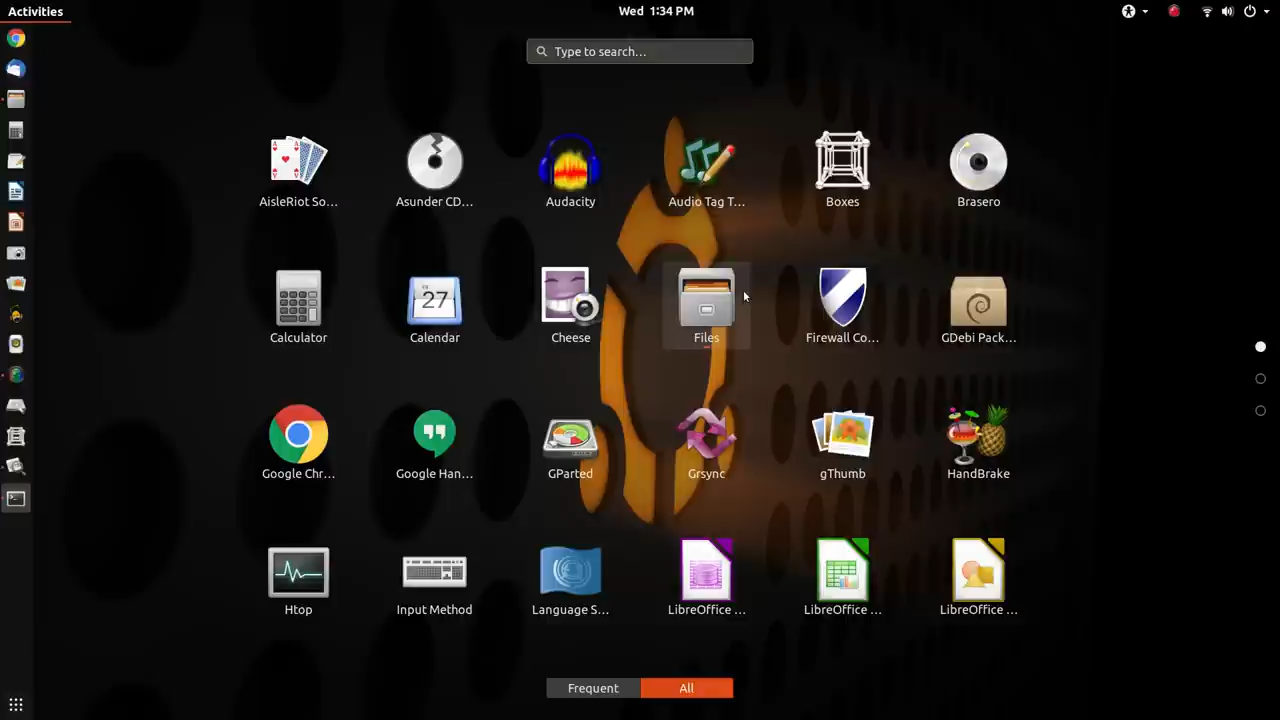 Activities
Wed 1:34 PM
Type to search...
AisleRiot So...
Asunder CD...
Audacity
Audio Tag T...
Boxes
Brasero
Calculator
27
Calendar
Cheese
Files
Firewall Co...
GDebi Pack...
Google Chr...
Google Han...
GParted
Grsync
gThumb
HandBrake
Htop
Input Method
Language S...
LibreOffice ...
LibreOffice ...
LibreOffice ...
Frequent
All